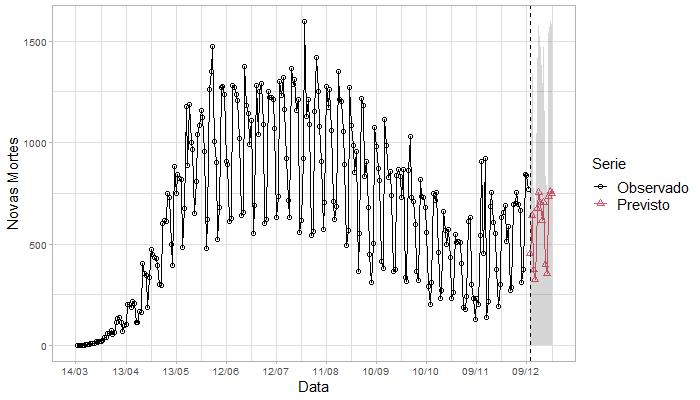 1500
1000
500
0
Novas Mortes
14/03
13/04
13/05
12/06
12/07
11/08
10/09
10/10
09/11
09/12
Data
Serie
Observado
Previsto